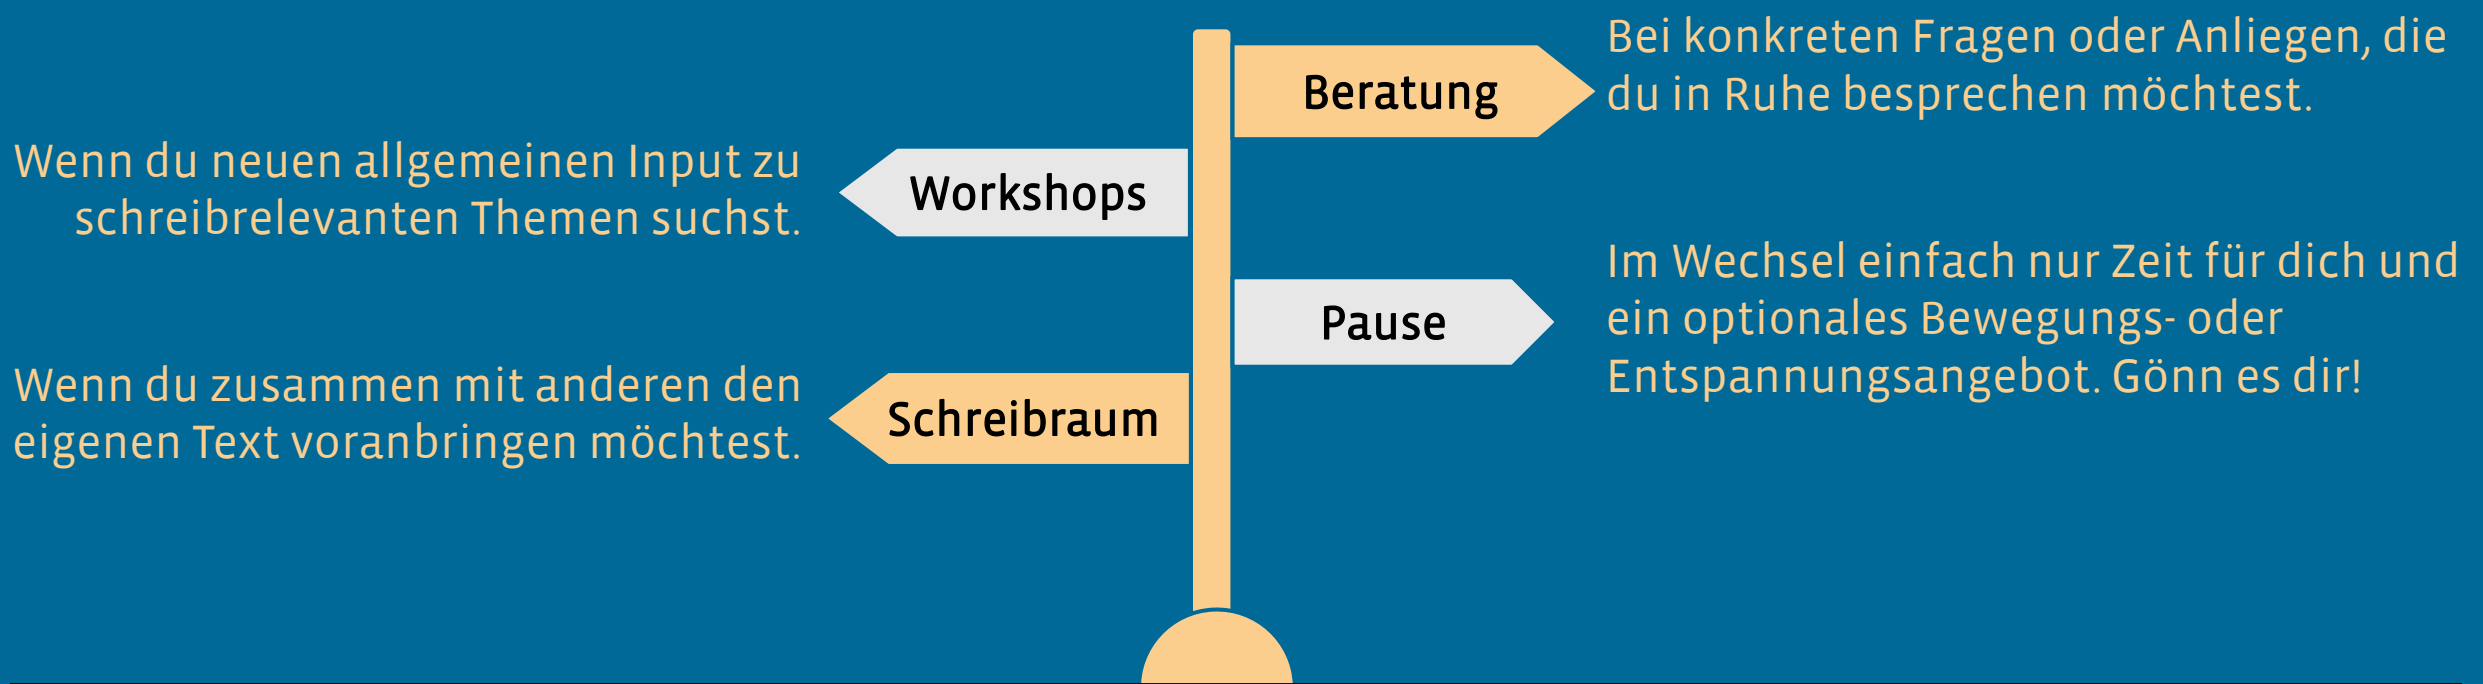 Bei konkreten Fragen oder Anliegen, die
du in Ruhe besprechen möchtest.
Beratung
Wenn du neuen allgemeinen Input zu
schreibrelevanten Themen suchst.
Workshops
Pause
Im Wechsel einfach nur Zeit für dich und
ein optionales Bewegungs- oder
Entspannungsangebot. Gönn es dir!
Wenn du zusammen mit anderen den
eigenen Text voranbringen möchtest.
Schreibraum